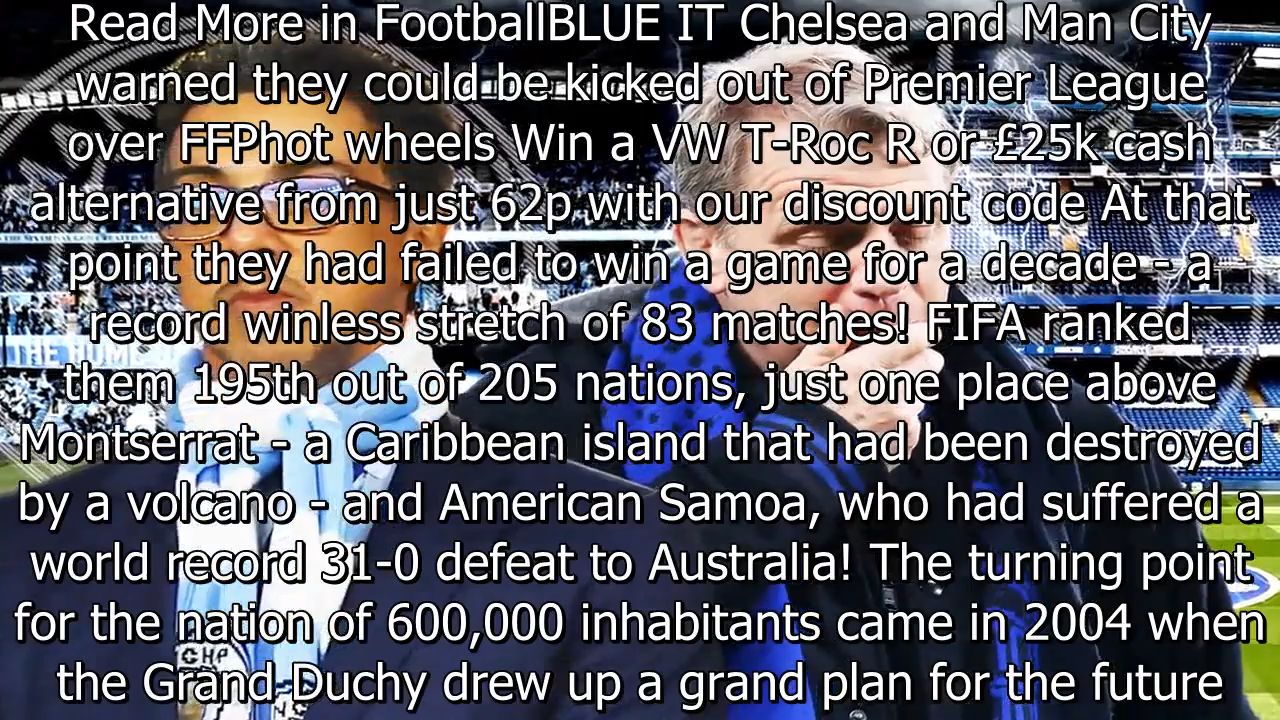 Read More in FootballBLUE IT Chelsea and Man City
warned they could be kicked out of Premier League
over FFPhot wheels Win a VW T-Roc R or £25k cash
alternative from just 62p with our discount code At that
point they had failed to win a game for a decade - a
record winless stretch of 83 matches! FIFA ranked
them 195th out of 205 nations, just one place above
Montserrat - a Caribbean island that had been destroyed
by a volcano - and American Samoa, who had suffered a
world record 31-0 defeat to Australia! The turning point
for the nation of 600,000 inhabitants came in 2004 when
the Grand Duchy drew up a grand plan for the future
THE HOME